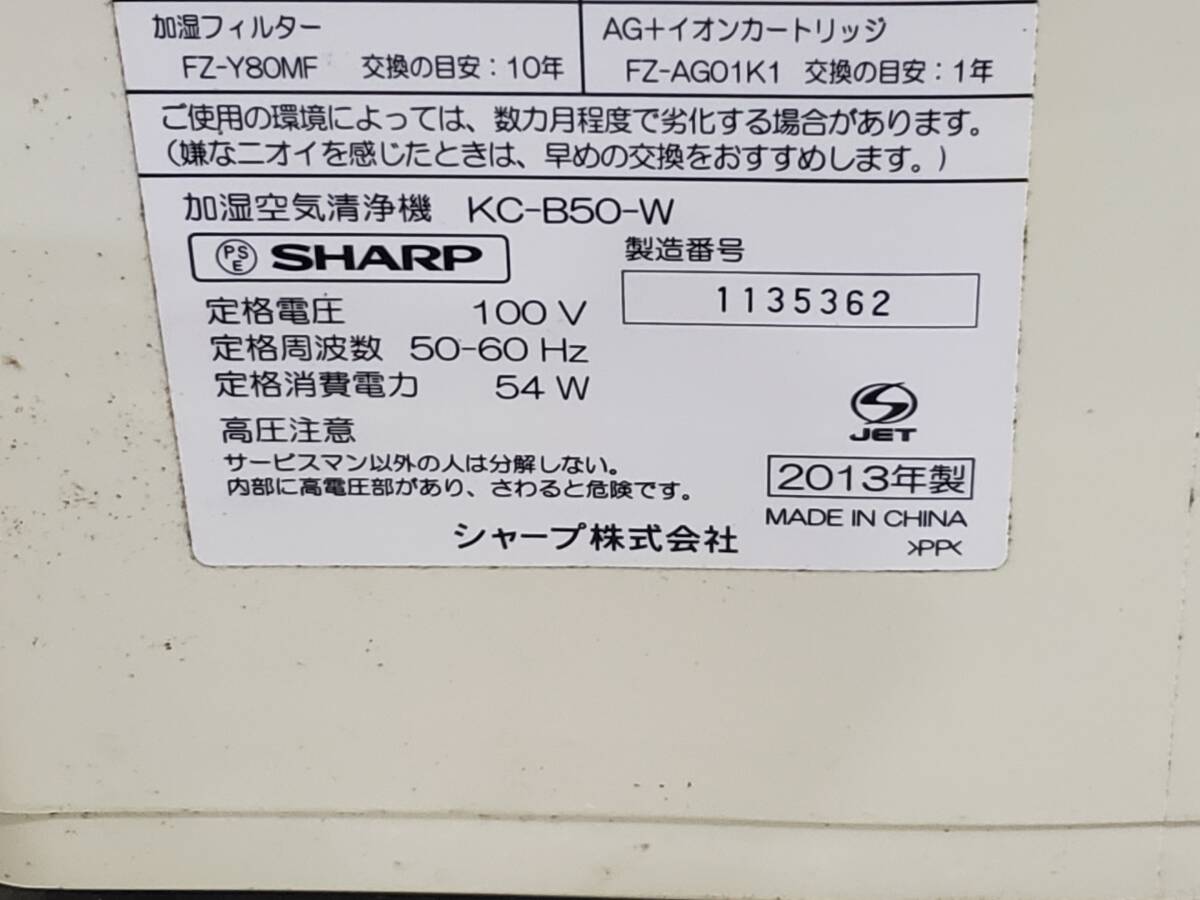 加湿フィルター
FZ-Y80MF 交換の目安:10年
AG+イオンカートリッジ
FZ-AG01K1 交換の目安:1年
ご使用の環境によっては、数カ月程度で劣化する場合があります。
(嫌なニオイを感じたときは、早めの交換をおすすめします。)
加湿空気清浄機 KC-B50-W
PSE SHARP
製造番号
1135362
定格電圧 100 V
定格周波数 50-60 Hz
定格消費電力 54 W
高圧注意
サービスマン以外の人は分解しない。
内部に高電圧部があり、さわると危険です。
JET
2013年製
MADE IN CHINA
シャープ株式会社
>PP<